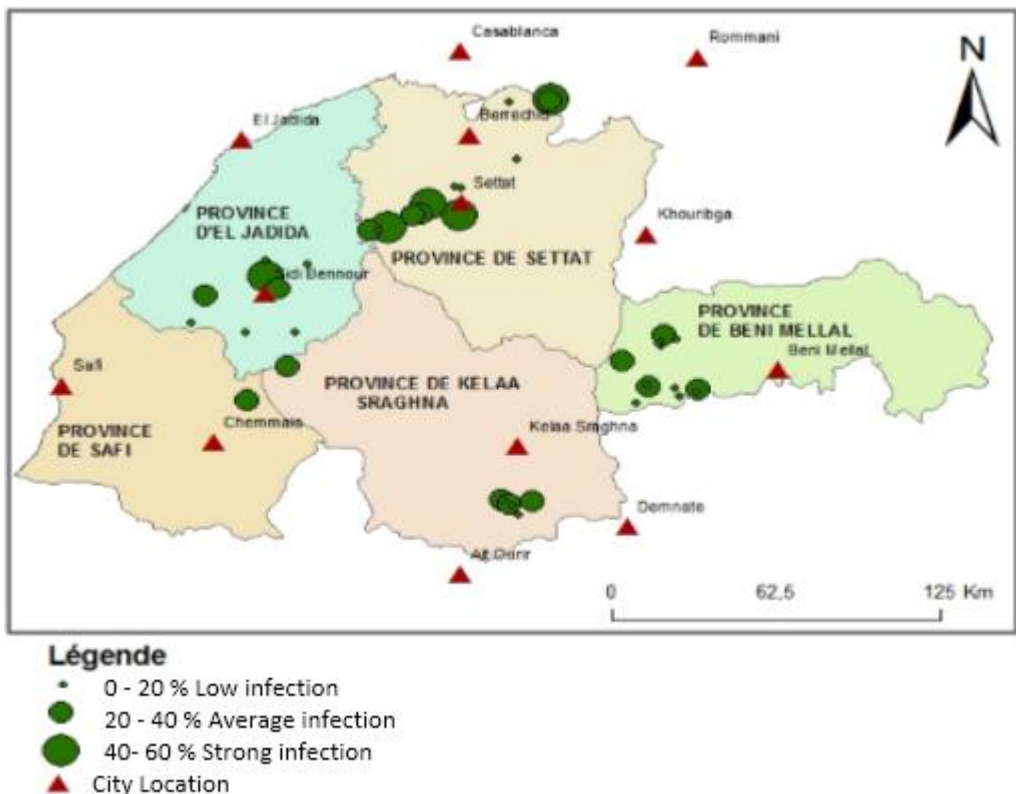 Casablanca
Rommani
N
El Jadida
Berrechid
Settat
PROVINCE
D'EL JADIDA
Khouribga
PROVINCE DE SETTAT
Sidi Bennour
PROVINCE
DE BENI MELLAL
Beni Mellal
Safi
PROVINCE DE KELAA
SRAGHNA
Chemmais
PROVINCE
DE SAFI
Kelaa Sraghna
Demnate
Ait Ourir
0 62,5 125 Km
Légende
0 - 20 % Low infection
20 - 40 % Average infection
40- 60 % Strong infection
City Location